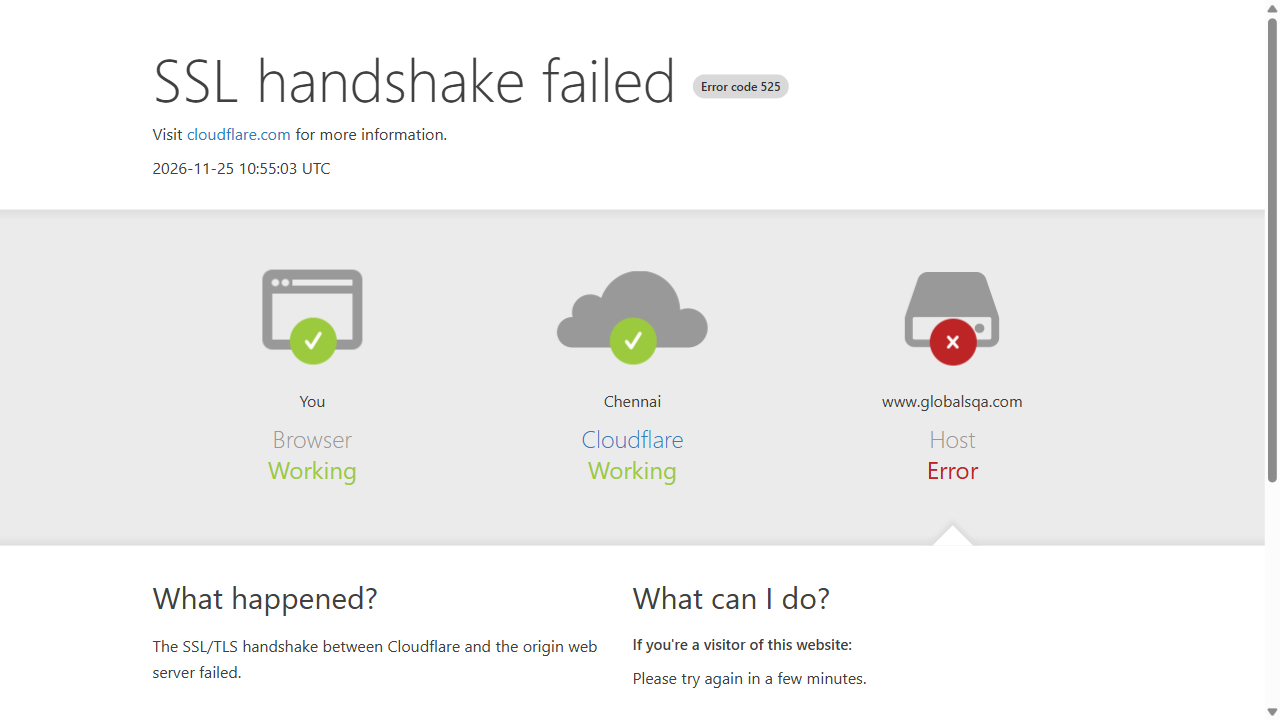 SSL handshake failed Error code 525
Visit cloudflare.com for more information.
2026-11-25 10:55:03 UTC
You
Browser
Working
Chennai
Cloudflare
Working
www.globalsqa.com
Host
Error
What happened?
The SSL/TLS handshake between Cloudflare and the origin web
server failed.
What can I do?
If you're a visitor of this website:
Please try again in a few minutes.